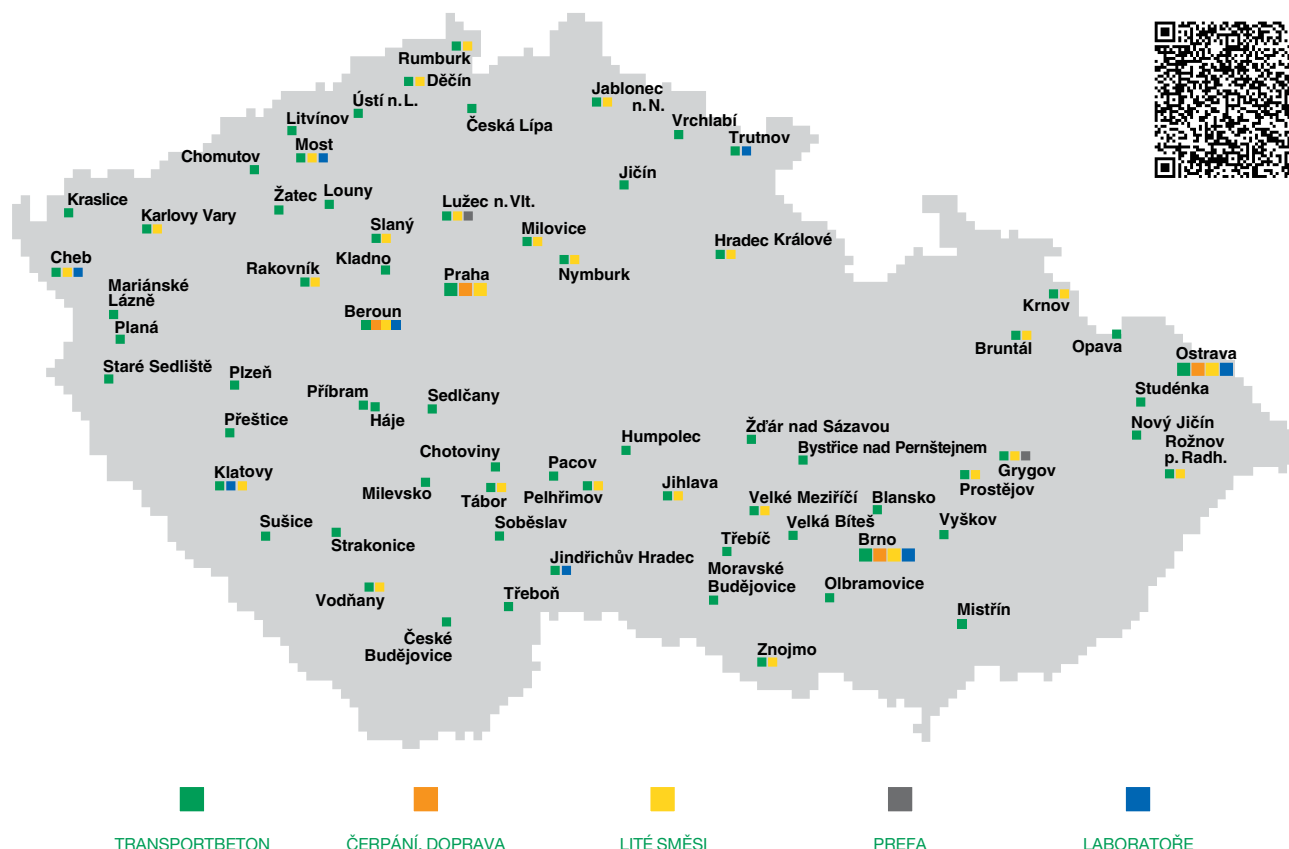 Rumburk
Děčín
Ústí n. L.
Česká Lípa
Jablonec
n. N.
Litvínov
Vrchlabí
Most
Trutnov
Chomutov
Jičín
Kraslice
Žatec
Louny
Lužec n. Vlt.
Karlovy Vary
Slaný
Milovice
Hradec Králové
Cheb
Rakovník
Kladno
Praha
Nymburk
Mariánské
Lázně
Beroun
Krnov
Planá
Bruntál
Opava
Staré Sedliště
Plzeň
Ostrava
Příbram
Háje
Sedlčany
Studénka
Přeštice
Humpolec
Žďár nad Sázavou
Nový Jičín
Bystřice nad Pernštejnem
Rožnov
p. Radh.
Chotoviny
Klatovy
Pacov
Grygov
Milevsko
Tábor
Pelhřimov
Jihlava
Prostějov
Velké Meziříčí
Blansko
Sušice
Strakonice
Soběslav
Velká Bíteš
Vyškov
Třebíč
Brno
Jindřichův Hradec
Moravské
Budějovice
Olbramovice
Vodňany
Třeboň
Mistřín
České
Budějovice
Znojmo
TRANSPORTBETON
ČERPÁNÍ, DOPRAVA
LITÉ SMĚSI
PREFA
LABORATOŘE